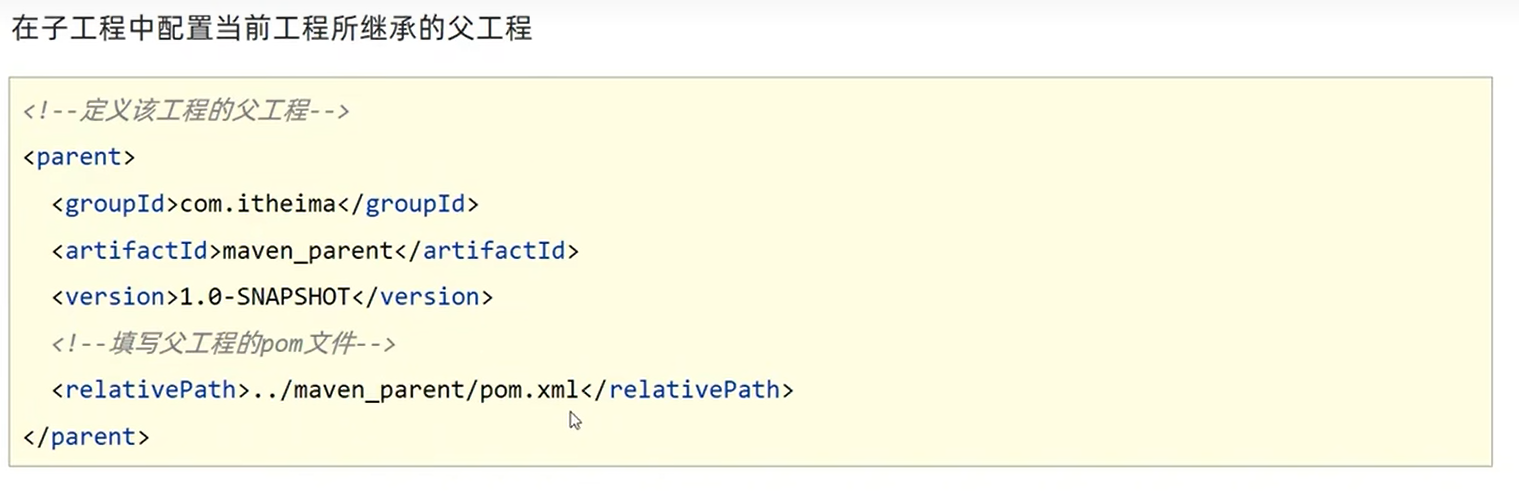 在子工程中配置当前工程所继承的父工程
<!--定义该工程的父工程-->
<parent>
<groupId>com.itheima</groupId>
<artifactId>maven_parent</artifactId>
<version>1.0-SNAPSHOT</version>
<!--填写父工程的pom文件-->
<relativePath>../maven_parent/pom.xml</relativePath>
</parent>